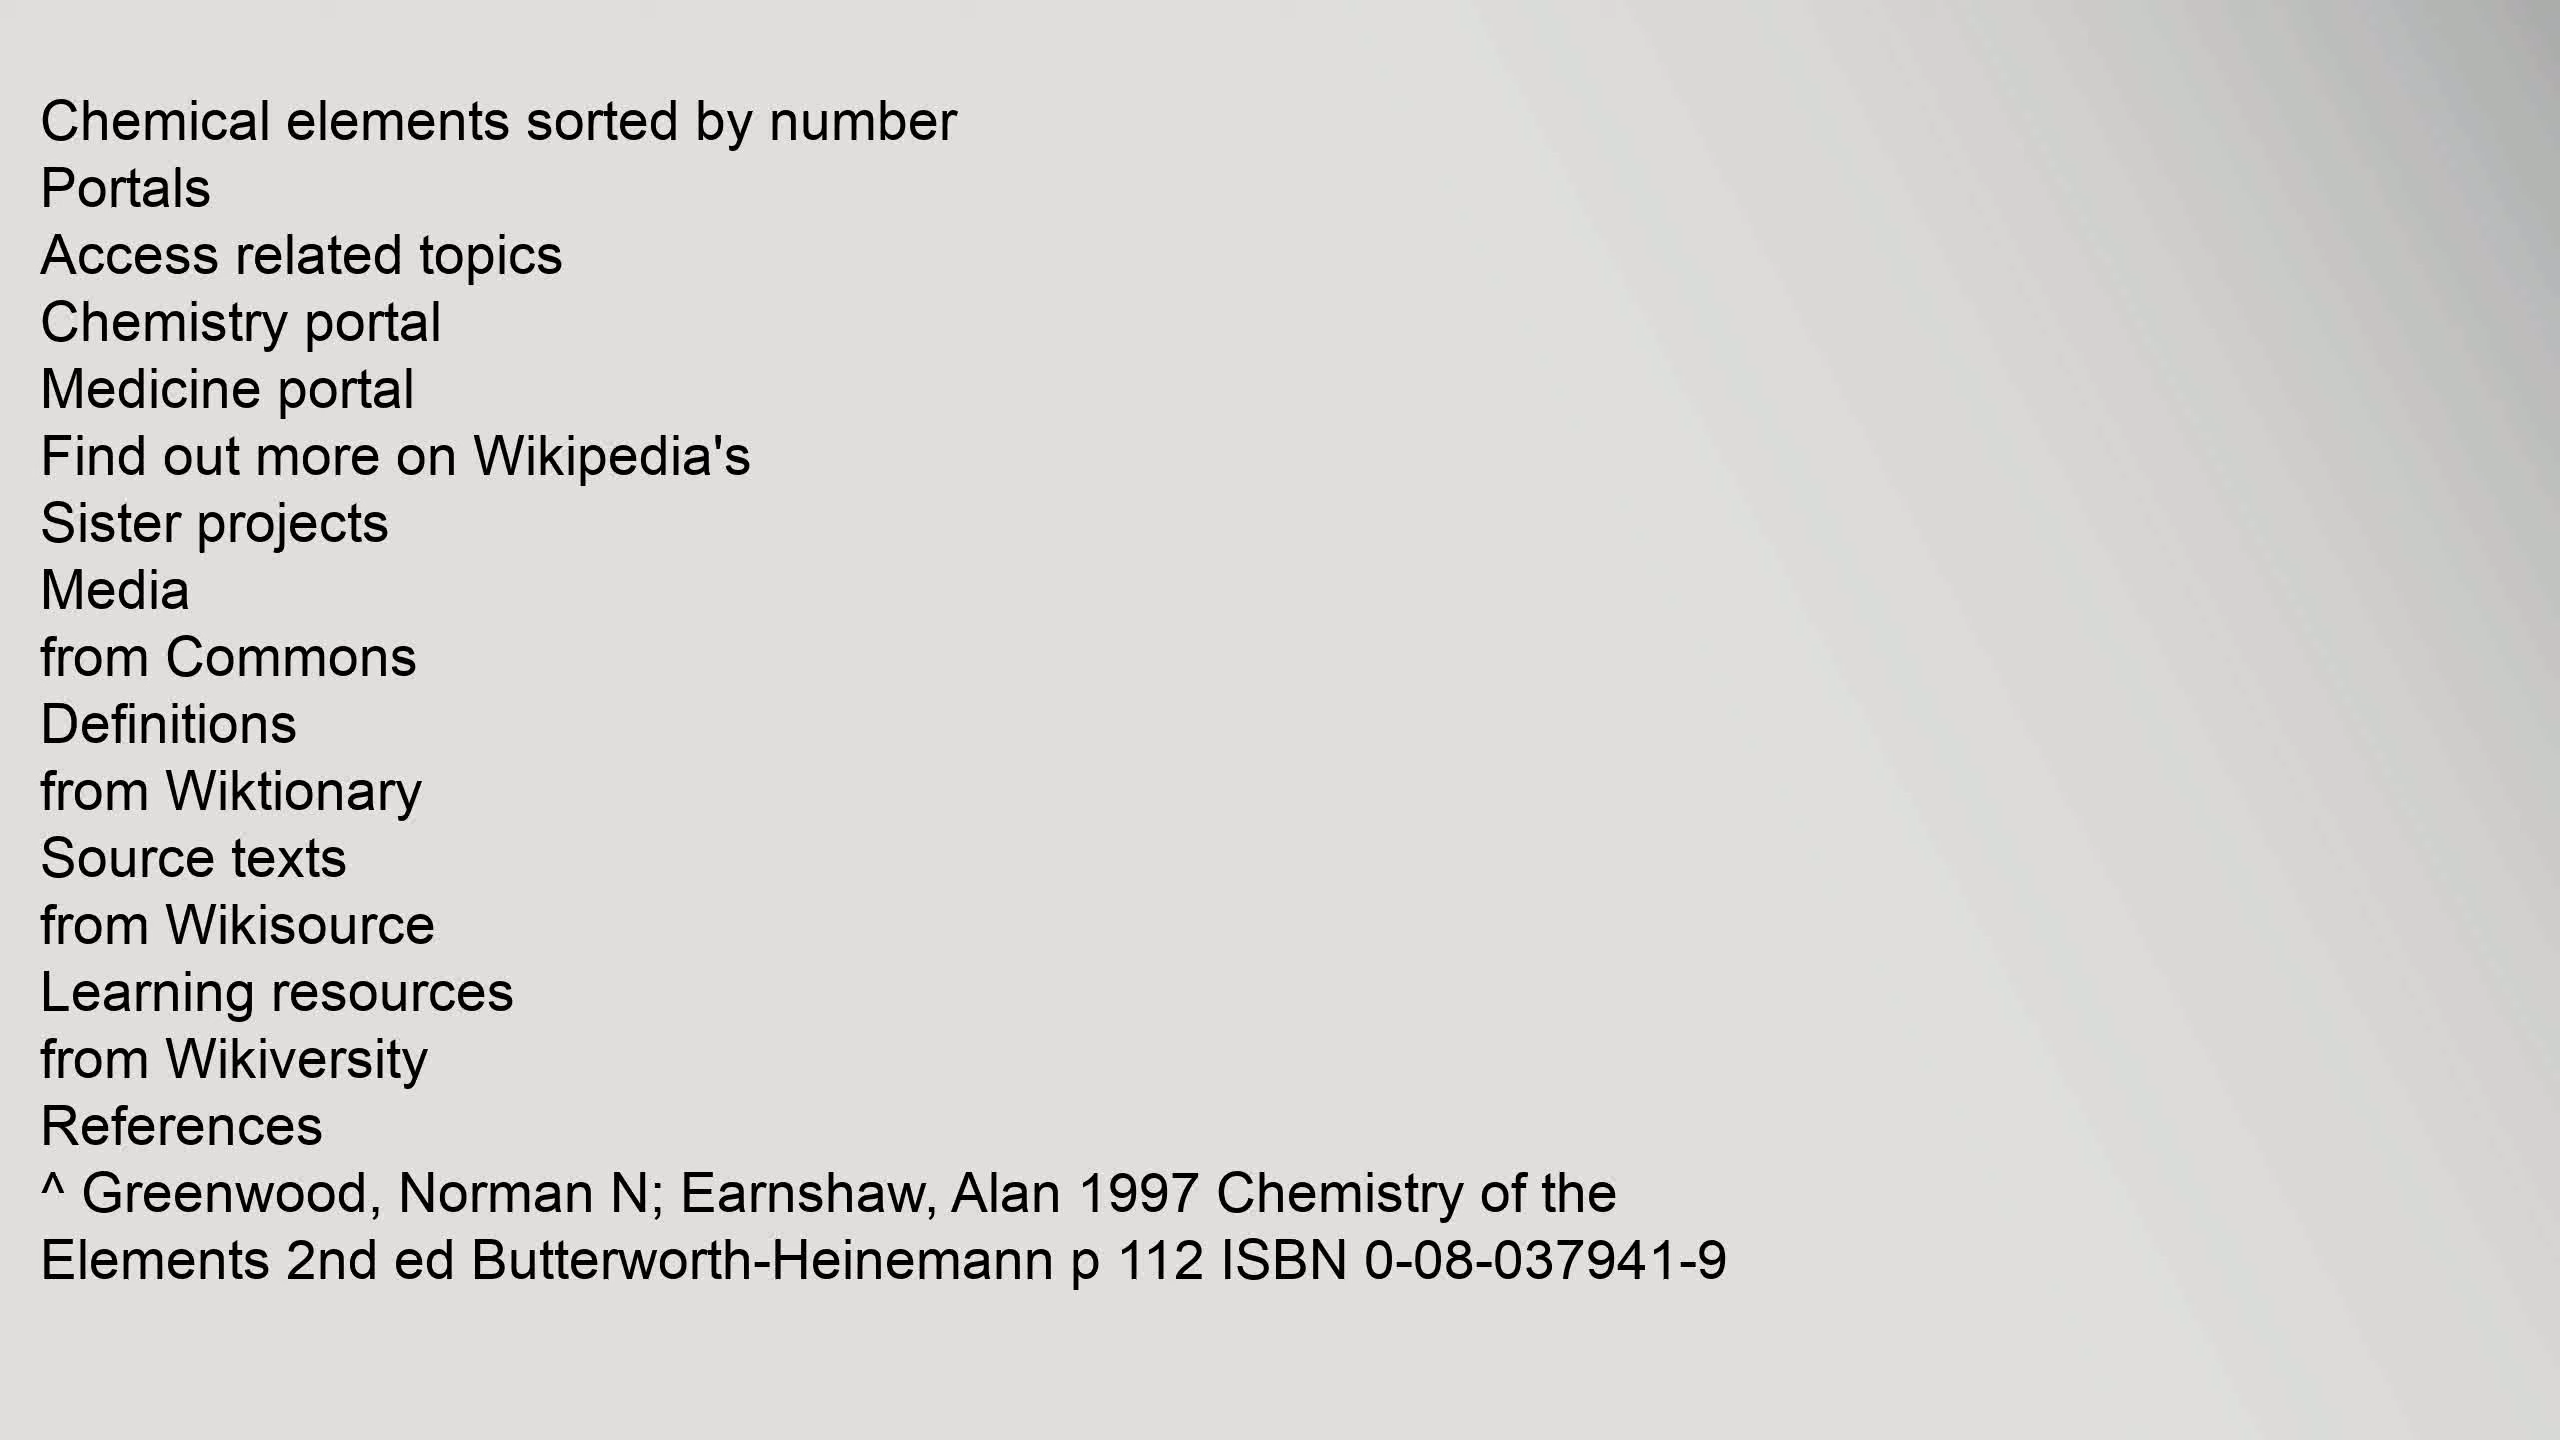 Chemical elements sorted by number
Portals
Access related topics
Chemistry portal
Medicine portal
Find out more on Wikipedia's
Sister projects
Media
from Commons
Definitions
from Wiktionary
Source texts
from Wikisource
Learning resources
from Wikiversity
References
^ Greenwood, Norman N; Earnshaw, Alan 1997 Chemistry of the
Elements 2nd ed Butterworth-Heinemann p 112 ISBN 0-08-037941-9